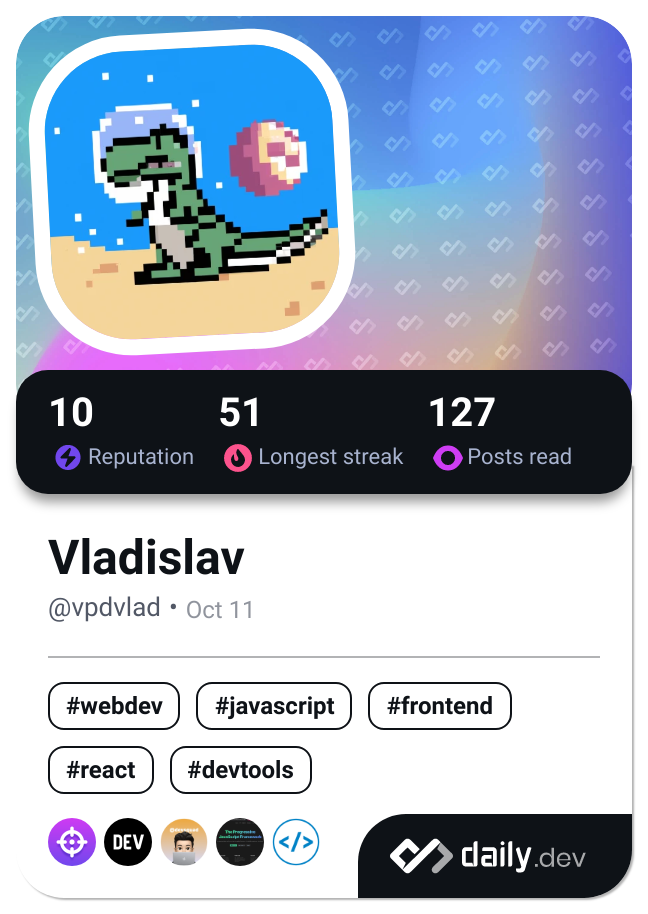 10 51 127
Reputation Longest streak Posts read
Vladislav
@vpdvlad • Oct 11
#webdev #javascript #frontend
#react #devtools
DEV
</>
daily.dev